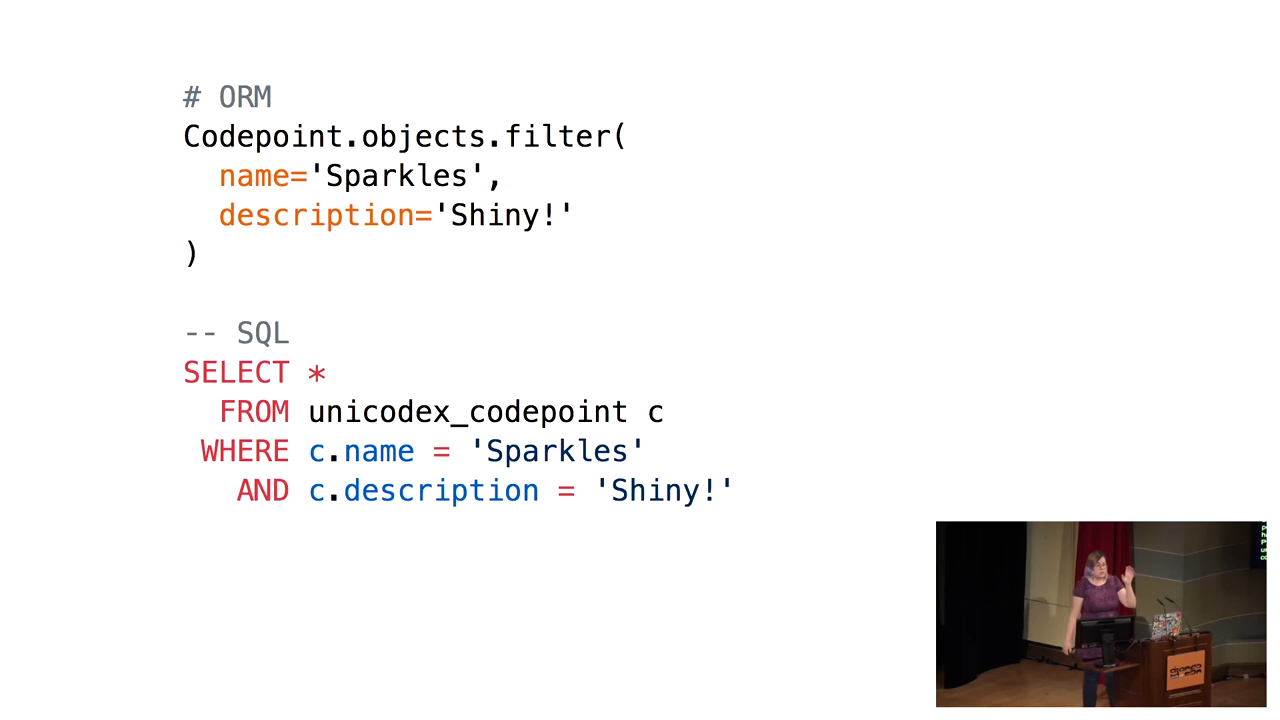 # ORM
Codepoint.objects.filter(
  name='Sparkles',
  description='Shiny!'
)
-- SQL
SELECT *
  FROM unicodex_codepoint c
 WHERE c.name = 'Sparkles'
   AND c.description = 'Shiny!'